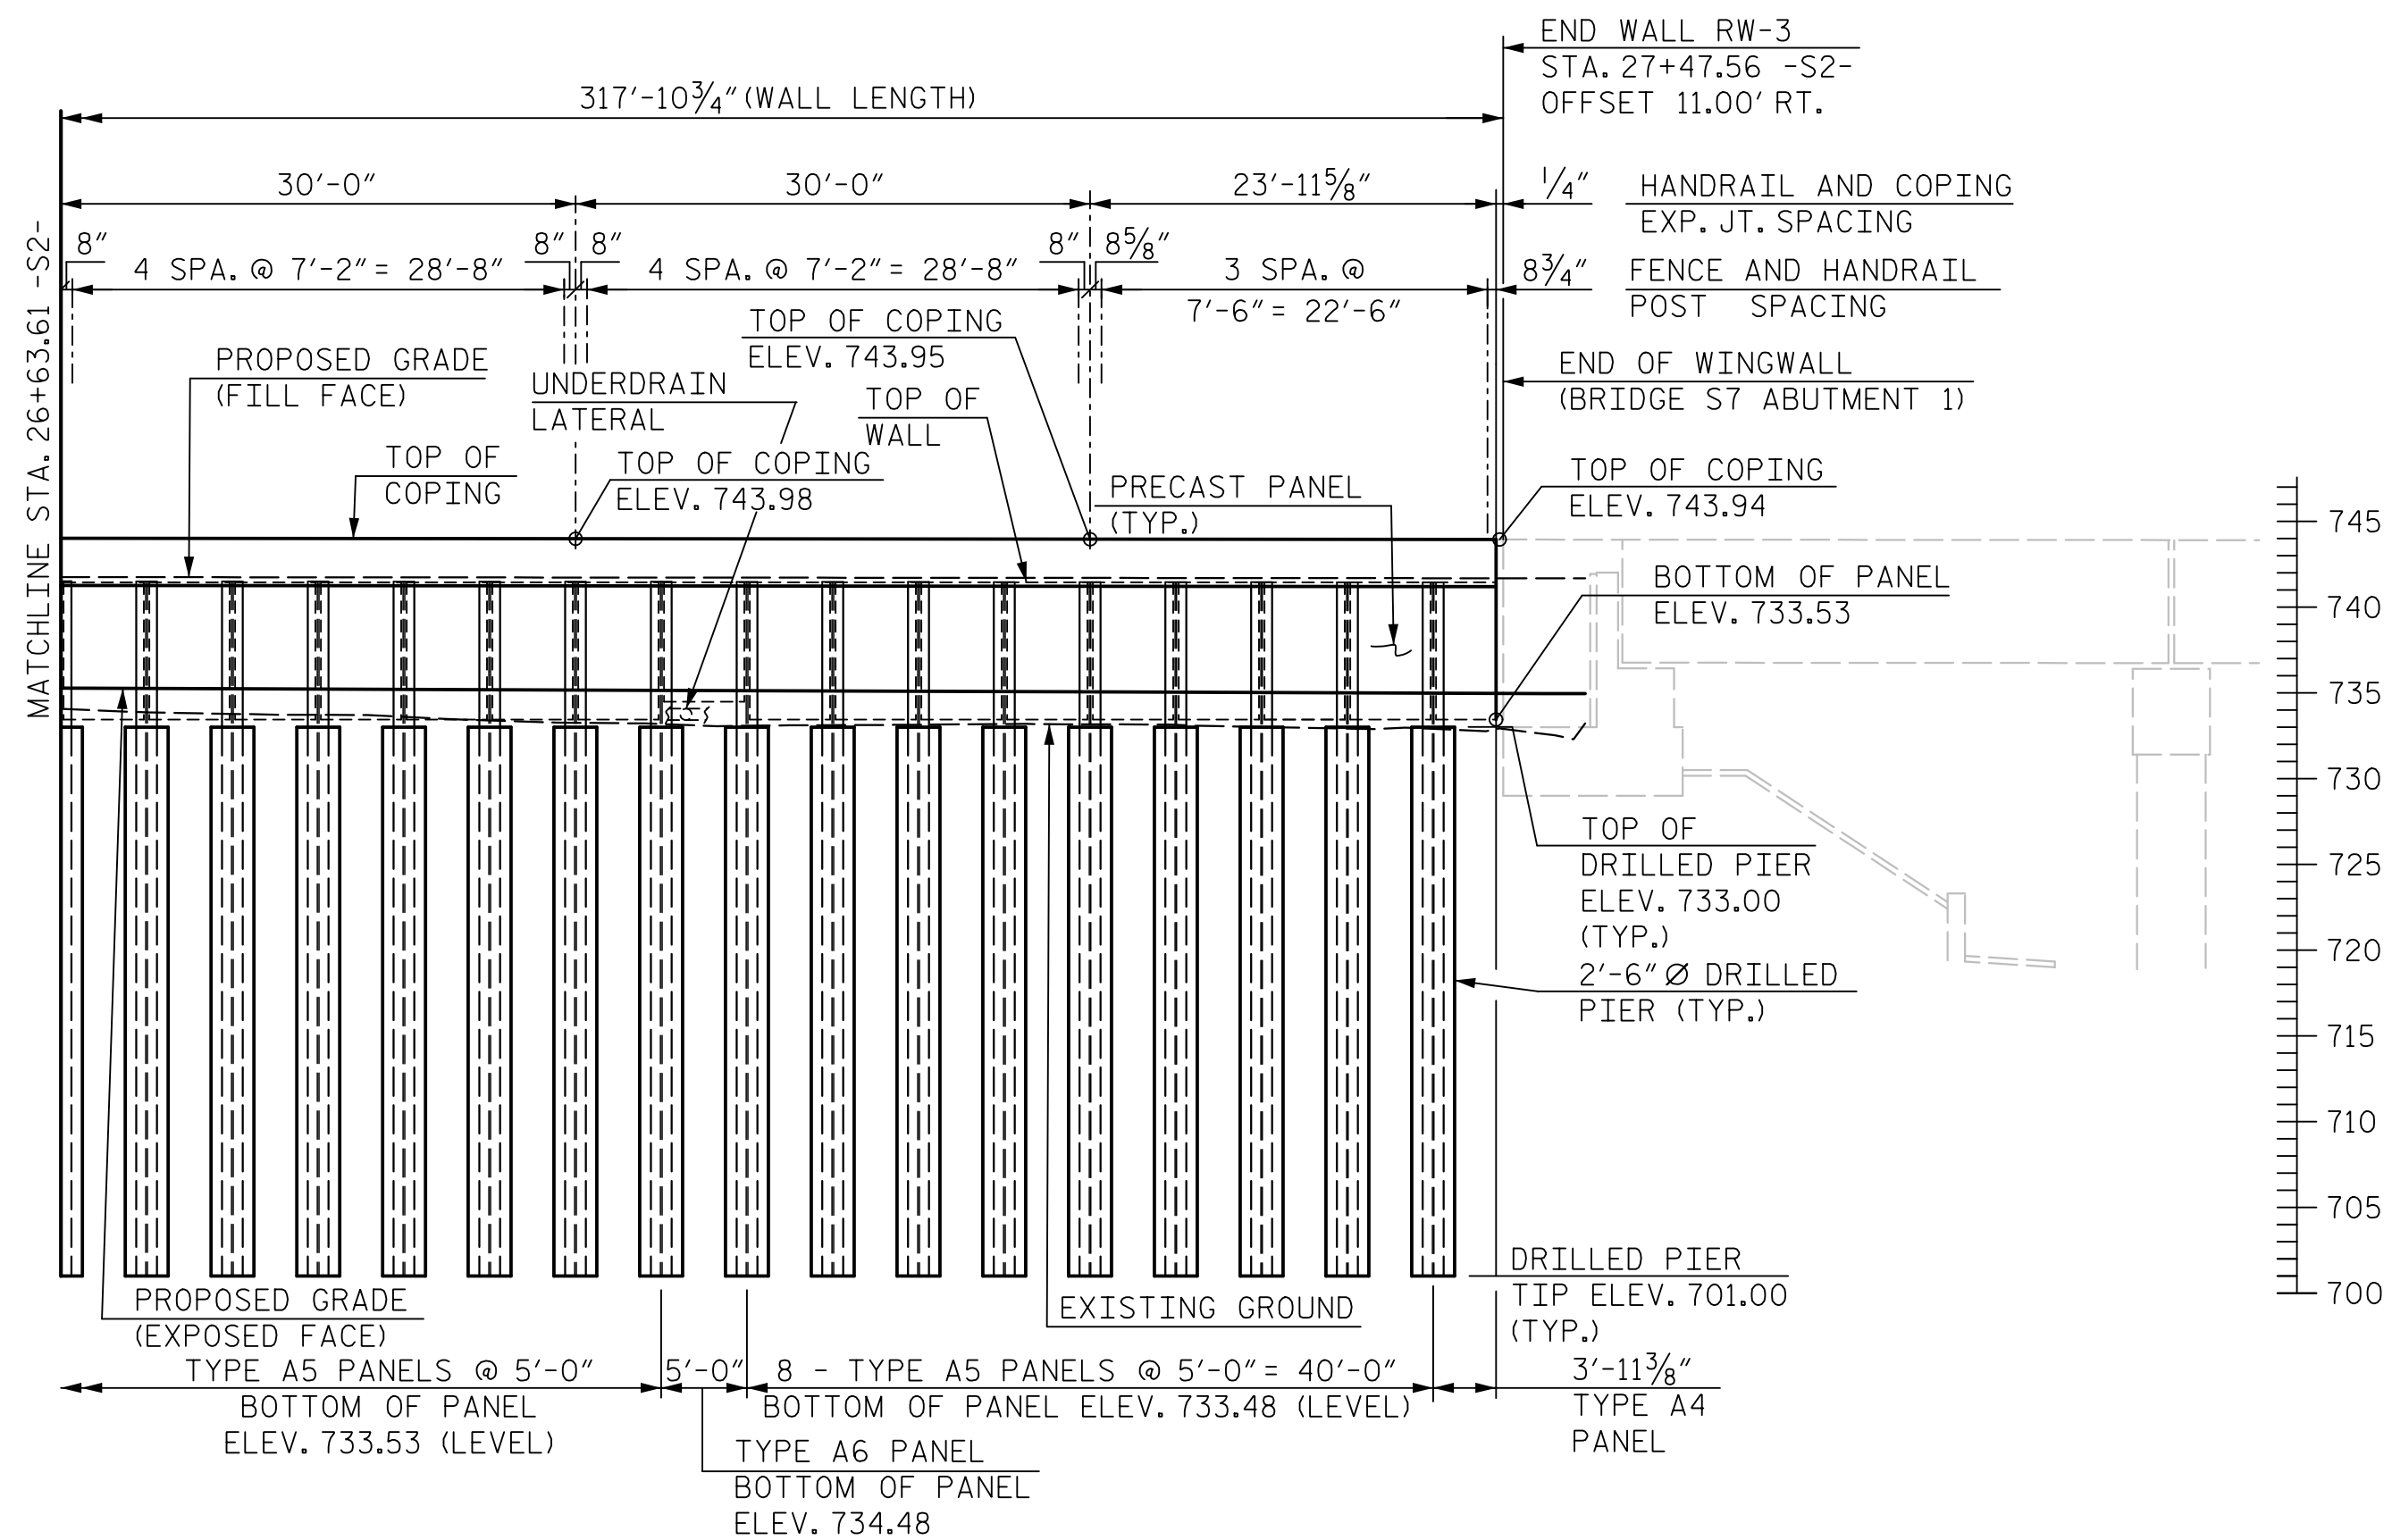 END WALL RW-3
STA. 27+47.56 -S2-
OFFSET 11.00' RT.
317'-10¾" (WALL LENGTH)
30'-0"
30'-0"
23'-11⅝"
¼"
HANDRAIL AND COPING
EXP. JT. SPACING
8"
4 SPA. @ 7'-2" = 28'-8"
8"
8"
4 SPA. @ 7'-2" = 28'-8"
8"
8⅝"
3 SPA. @
7'-6" = 22'-6"
8¾"
FENCE AND HANDRAIL
POST SPACING
MATCHLINE STA. 26+63.61 -S2-
PROPOSED GRADE
(FILL FACE)
TOP OF COPING
ELEV. 743.95
UNDERDRAIN
LATERAL
TOP OF
WALL
END OF WINGWALL
(BRIDGE S7 ABUTMENT 1)
TOP OF
COPING
TOP OF COPING
ELEV. 743.98
PRECAST PANEL
(TYP.)
TOP OF COPING
ELEV. 743.94
BOTTOM OF PANEL
ELEV. 733.53
745
740
735
730
725
720
715
710
705
700
TOP OF
DRILLED PIER
ELEV. 733.00
(TYP.)
2'-6" Ø DRILLED
PIER (TYP.)
DRILLED PIER
TIP ELEV. 701.00
(TYP.)
PROPOSED GRADE
(EXPOSED FACE)
EXISTING GROUND
TYPE A5 PANELS @ 5'-0"
BOTTOM OF PANEL
ELEV. 733.53 (LEVEL)
5'-0"
8 - TYPE A5 PANELS @ 5'-0" = 40'-0"
BOTTOM OF PANEL ELEV. 733.48 (LEVEL)
3'-11⅜"
TYPE A4
PANEL
TYPE A6 PANEL
BOTTOM OF PANEL
ELEV. 734.48